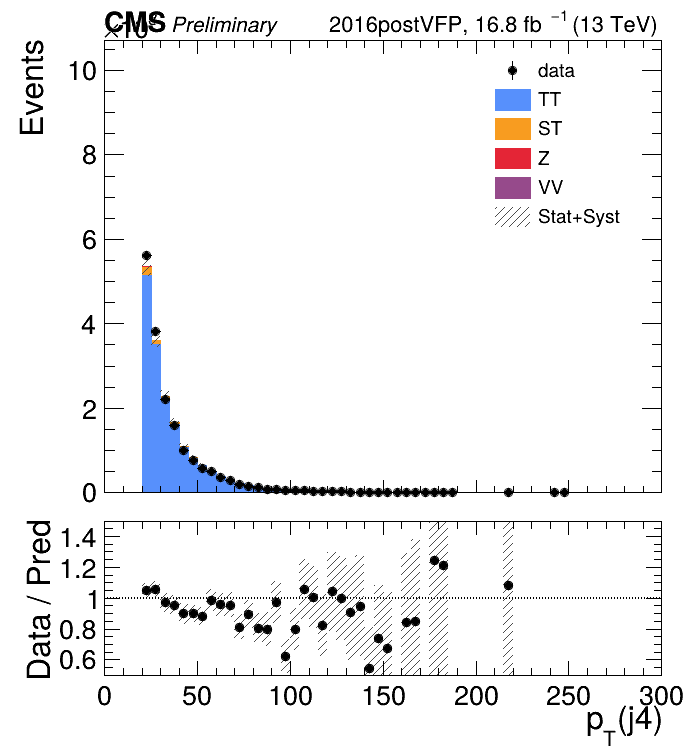 CMS Preliminary 2016postVFP, 16.8 fb⁻¹ (13 TeV)
Events
10
8
6
4
2
0
data
TT
ST
Z
VV
Stat+Syst
Data / Pred
1.4
1.2
1
0.8
0.6
0 50 100 150 200 250 300
p_T(j4)